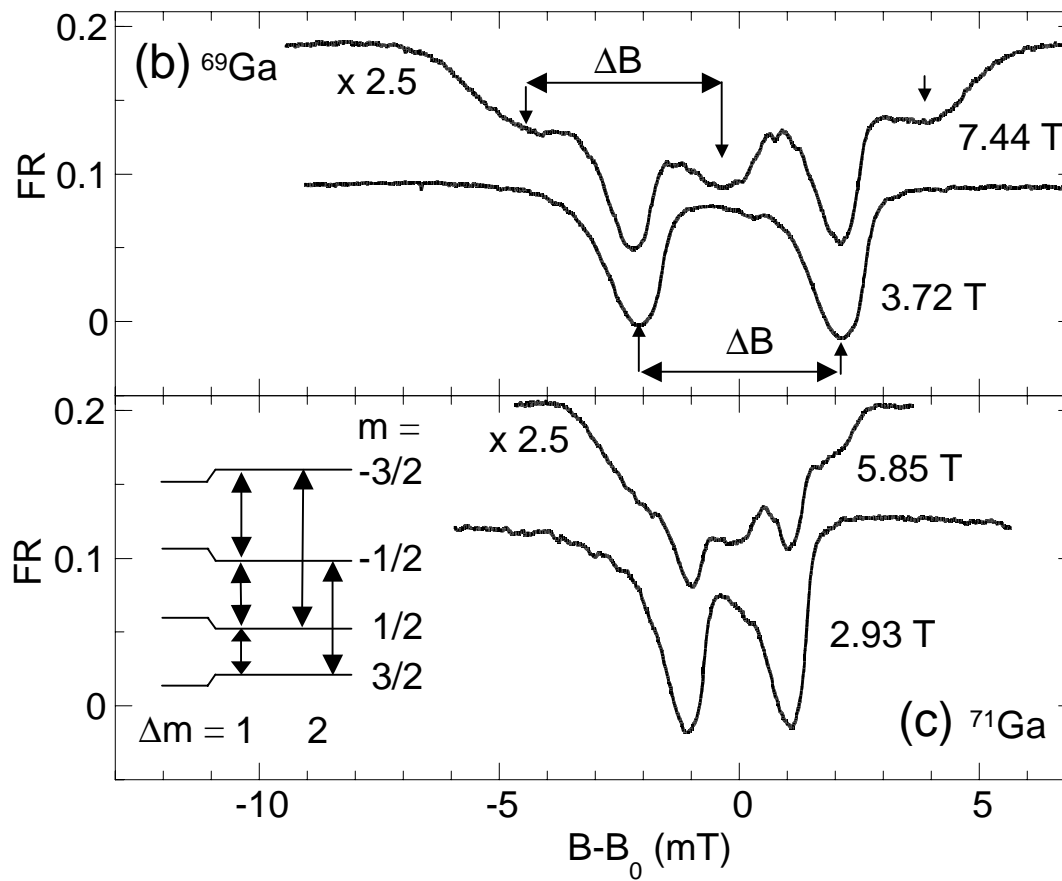 0.2
(b) ⁶⁹Ga
x 2.5
ΔB
7.44 T
0.1
FR
3.72 T
0
ΔB
0.2
m =
x 2.5
-3/2
5.85 T
0.1
-1/2
FR
1/2
2.93 T
3/2
0
Δm = 1 2
(c) ⁷¹Ga
-10 -5 0 5
B-B₀ (mT)